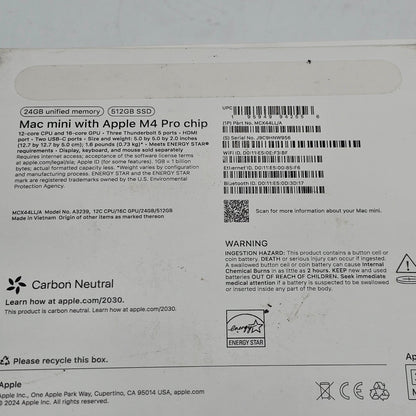 24GB unified memory 512GB SSD
Mac mini with Apple M4 Pro chip
12-core CPU and 16-core GPU - Three Thunderbolt 5 ports - HDMI
port - Two USB-C ports - Size and weight: 5.0 by 5.0 by 2.0 inches
(12.7 by 12.7 by 5.0 cm); 1.6 pounds (0.73 kg)* - Meets ENERGY STAR®
requirements - Display, keyboard, and mouse sold separately
Requires internet access, acceptance of the software license terms
at apple.com/legal/sla, Apple ID (for some features).
*Actual weight varies by configuration. 1GB = 1 billion
bytes; actual formatted capacity less.
ENERGY STAR and the ENERGY STAR
mark are registered trademarks owned by the U.S. Environmental
Protection Agency.
MCX44LL/A Model A3239, 12C CPU/16C GPU/24GB/512GB
Made in Vietnam Origin of other items as marked thereon
UPC
1 95949 94255 6
(1P) Part No. MCX44LL/A
(S) Serial No.
WARNING
INGESTION HAZARD: This product contains a button cell or
coin battery. DEATH or serious injury can occur if ingested.
A swallowed button cell or coin battery can cause Internal
Chemical Burns in as little as 2 hours. KEEP new and used
batteries OUT OF REACH OF CHILDREN. Seek immediate
medical attention if a battery is suspected to be swallowed
or inserted inside any part of the body.
Scan for more information about your Mac mini.
Carbon Neutral
Learn how at apple.com/2030.
This product is carbon neutral. Learn how at apple.com/2030.
ENERGY STAR
Please recycle this box.
Apple
Apple Inc., One Apple Park Way, Cupertino, CA 95014 USA
© 2024 Apple Inc. All rights reserved.